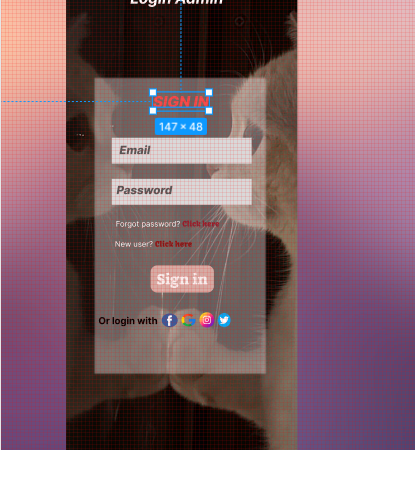 Login Admin
SIGN IN
147 × 48
Email
Password
Forgot password? Click here
New user? Click here
Sign in
Or login with